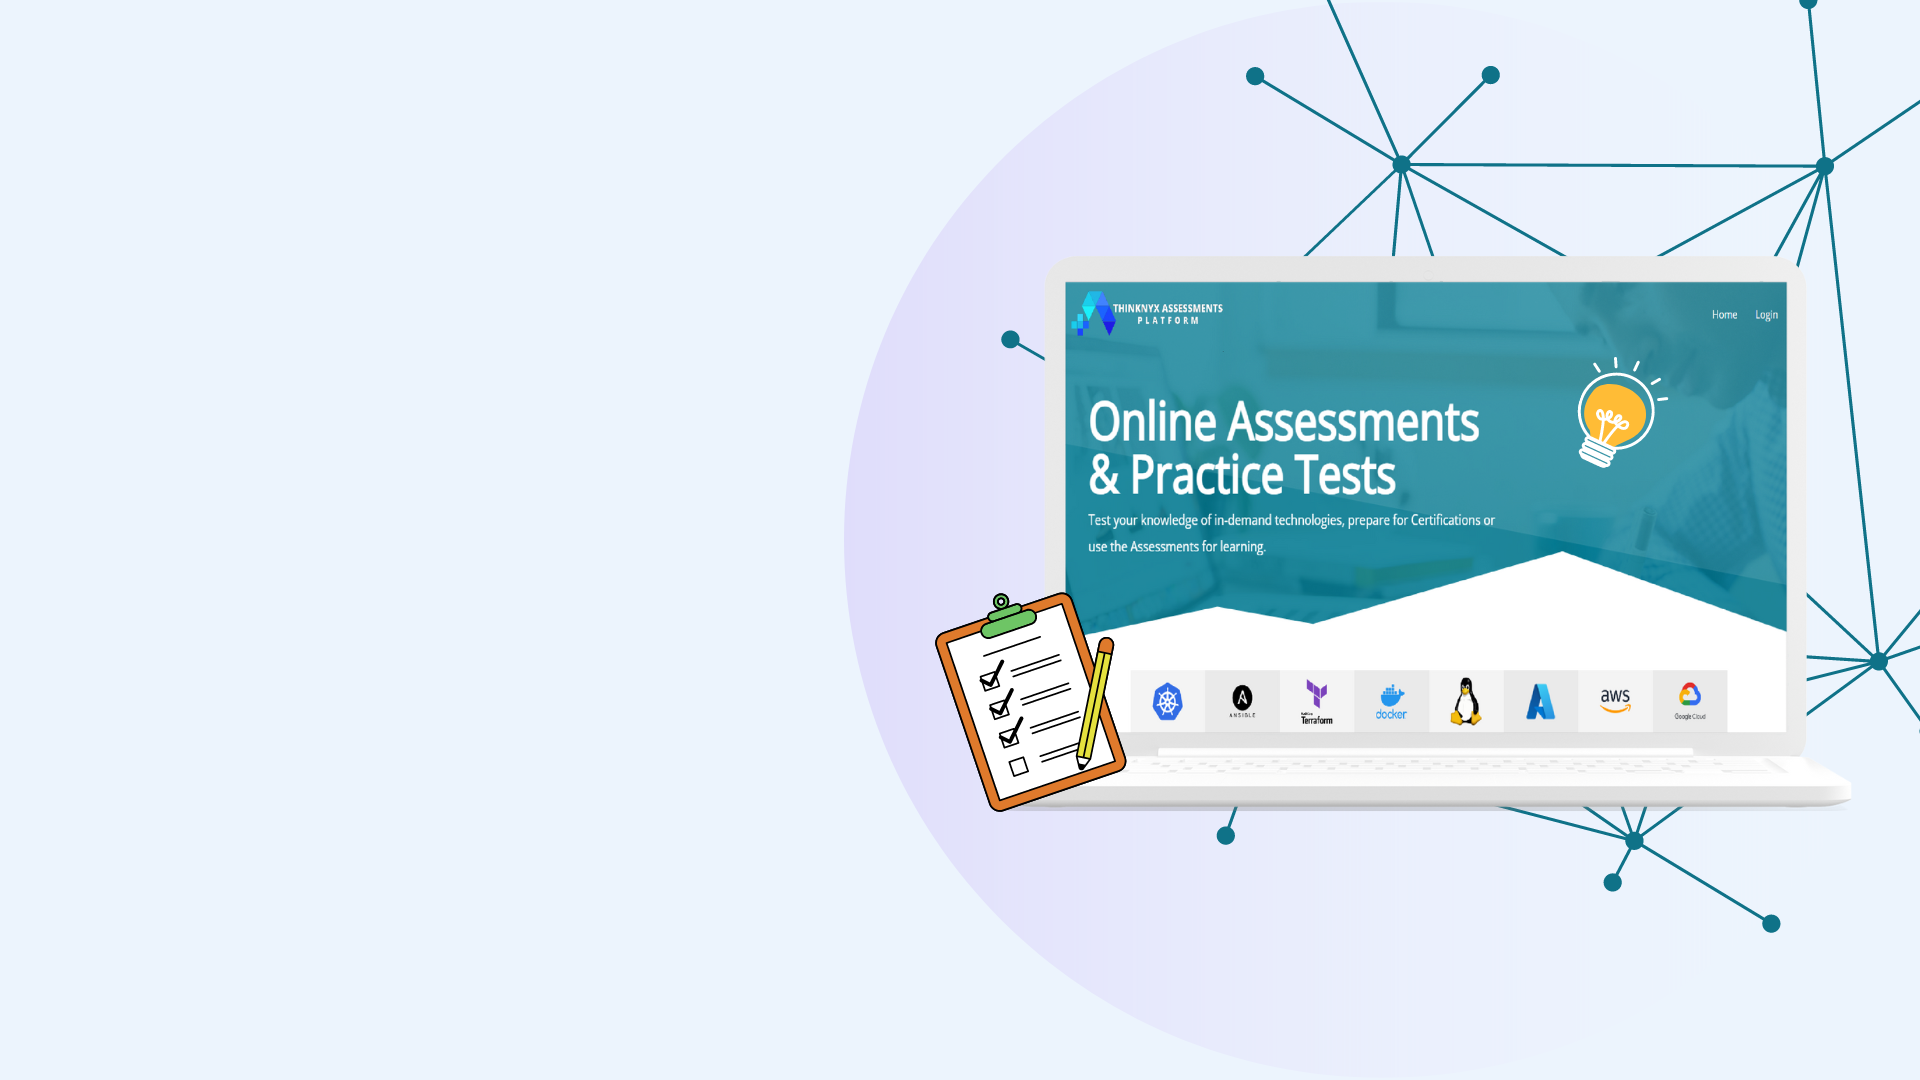 THINKNYX ASSESSMENTS
PLATFORM
Home Login
Online Assessments
& Practice Tests
Test your knowledge of in-demand technologies, prepare for Certifications or
use the Assessments for learning.
ANSIBLE
Terraform
docker
aws
Google Cloud